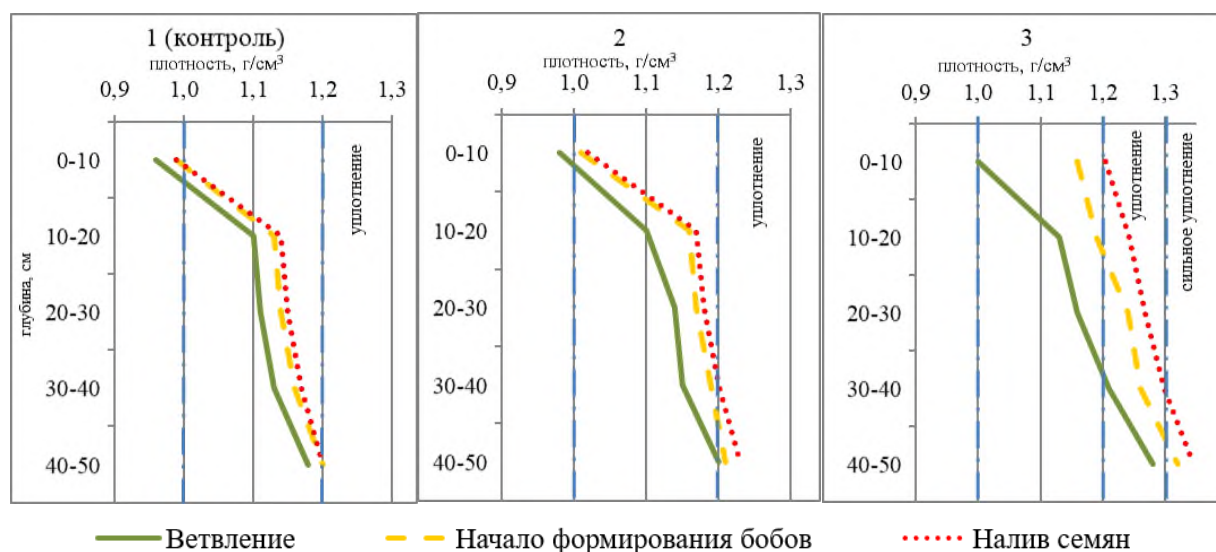 1 (контроль)
плотность, г/см³
0,9 1,0 1,1 1,2 1,3
0-10
10-20
20-30
30-40
40-50
глубина, см
уплотнение
2
плотность, г/см³
0,9 1,0 1,1 1,2 1,3
0-10
10-20
20-30
30-40
40-50
уплотнение
3
плотность, г/см³
0,9 1,0 1,1 1,2 1,3
0-10
10-20
20-30
30-40
40-50
уплотнение
сильное уплотнение
Ветвление Начало формирования бобов Налив семян